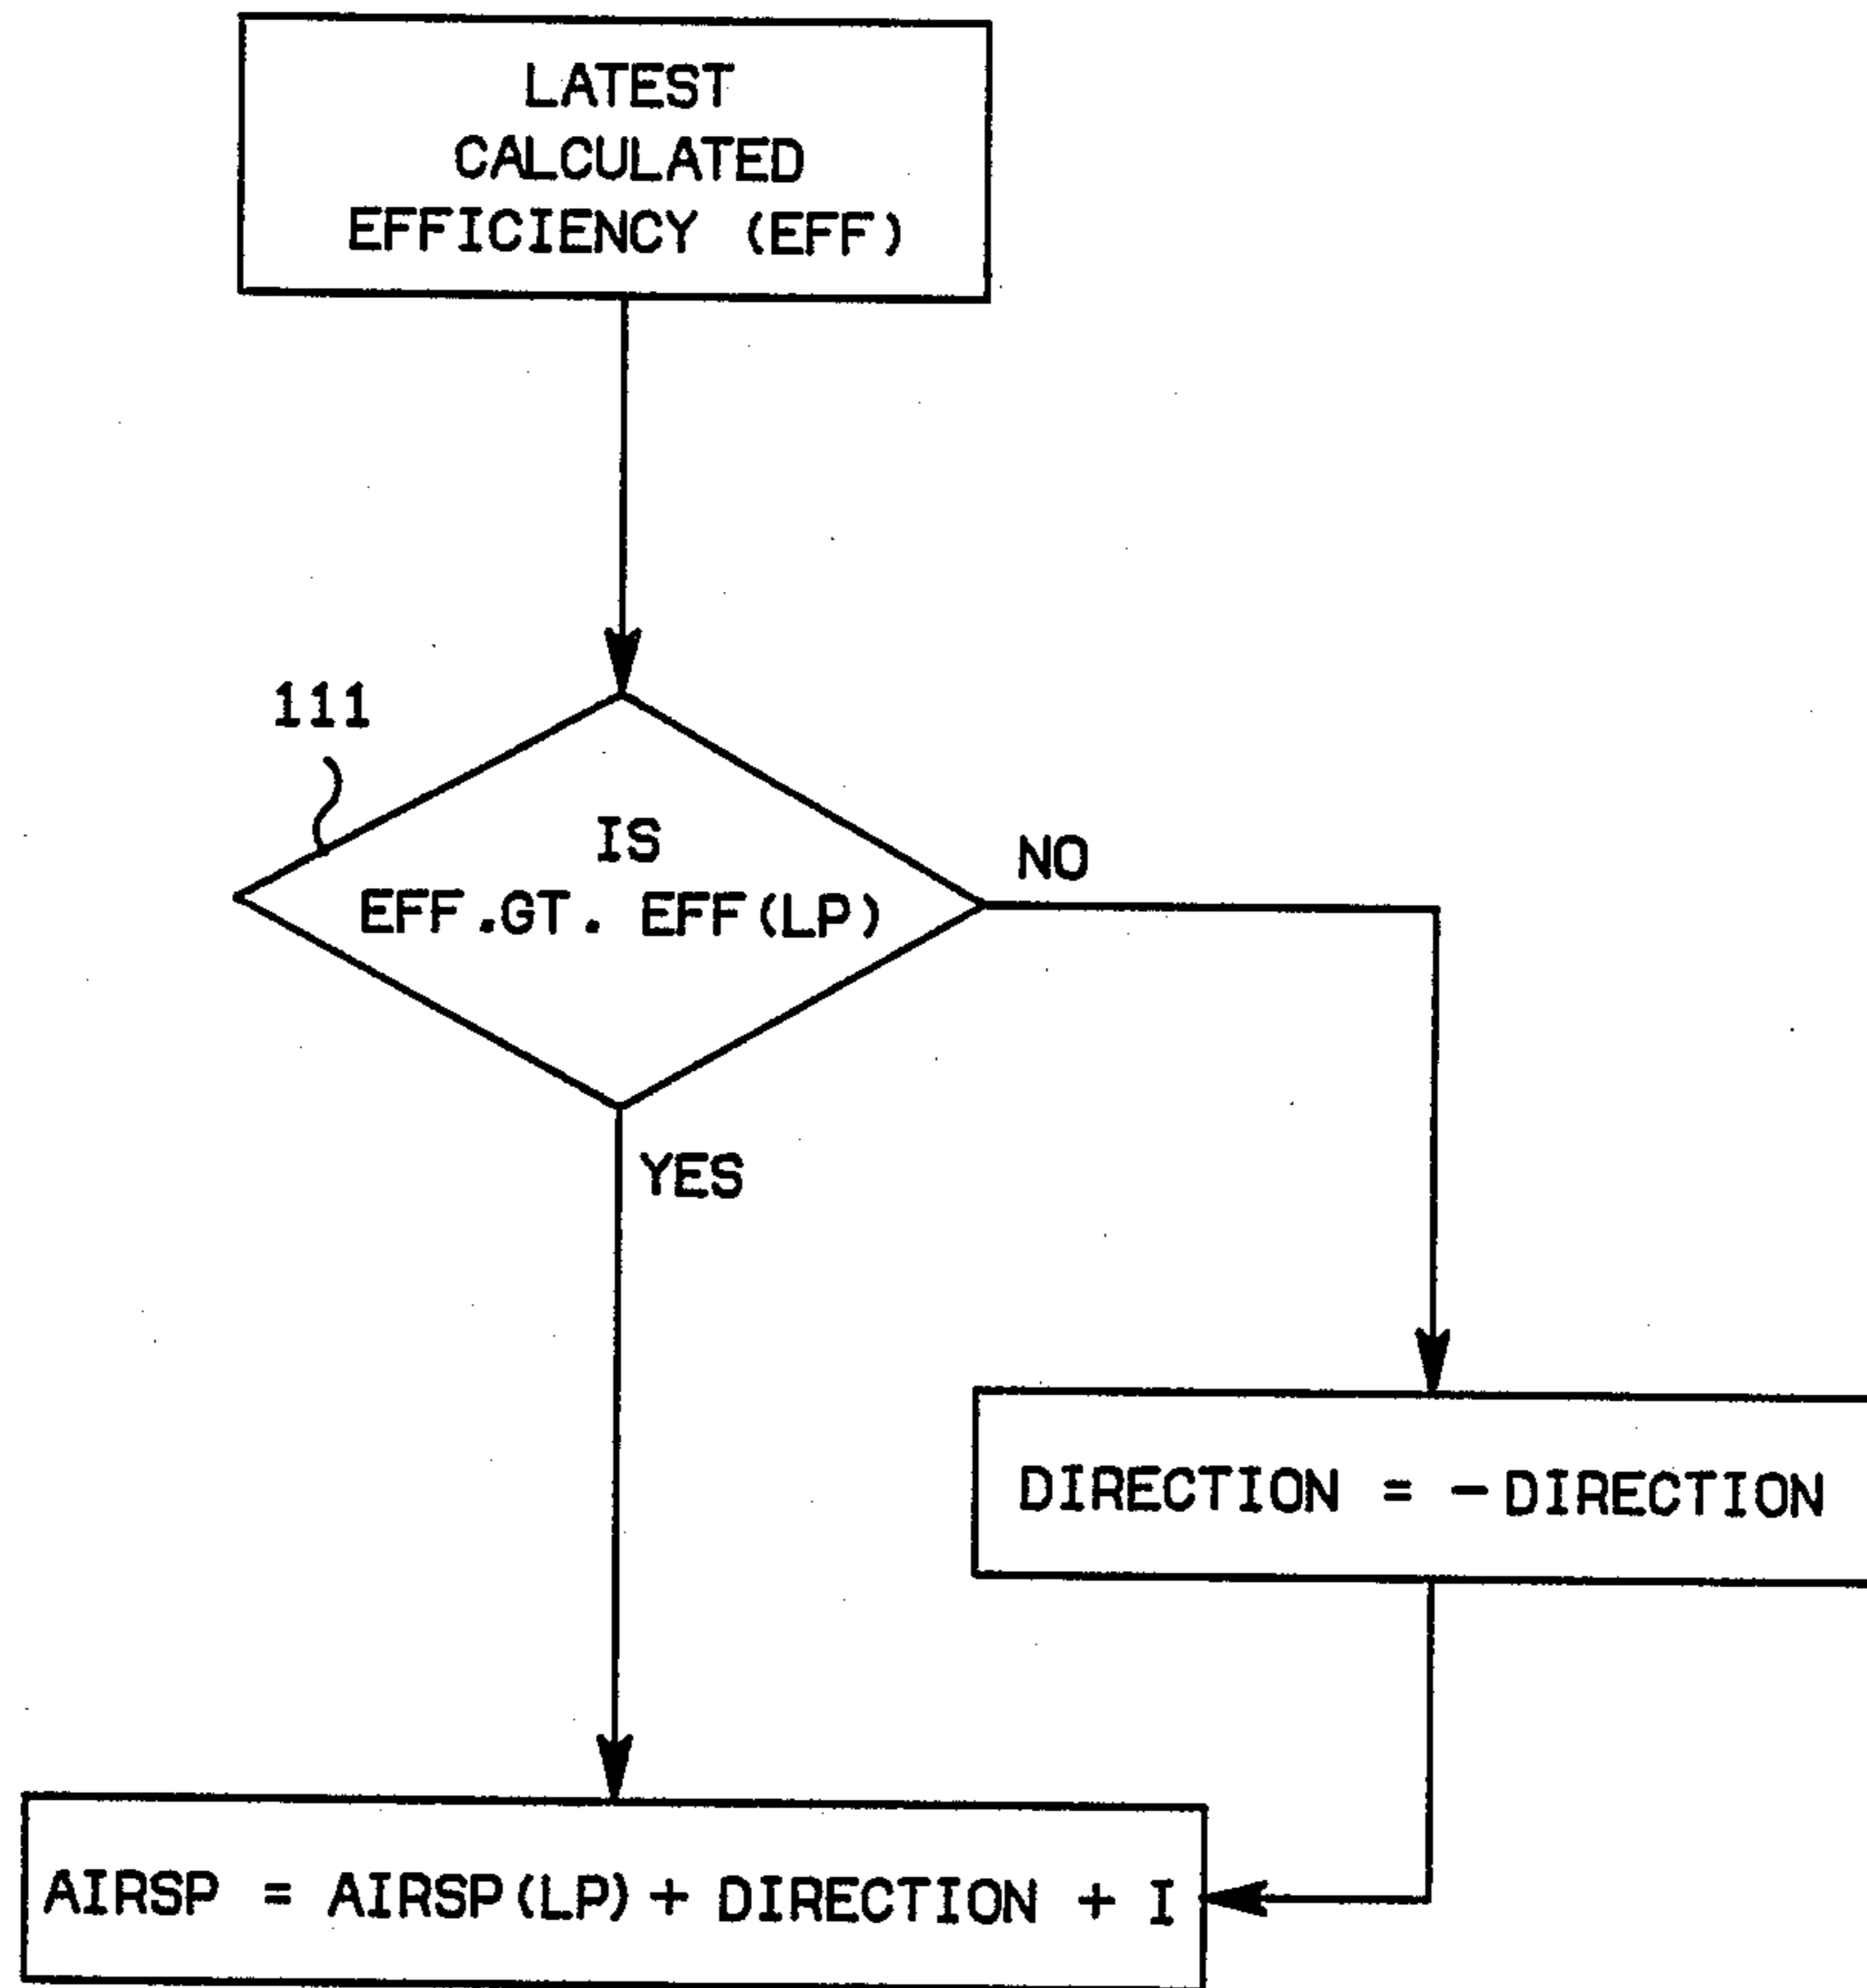 LATEST
CALCULATED
EFFICIENCY (EFF)
111
IS
EFF.GT. EFF(LP)
NO
YES
DIRECTION = -DIRECTION
AIRSP = AIRSP(LP)+ DIRECTION + I